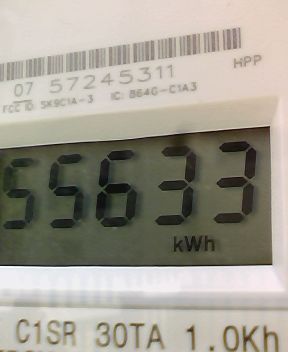 07 57245311
HPP
FCC ID: SK9C1A-3 IC: 864G-C1A3
55633
kWh
C1SR 30TA 1.0Kh